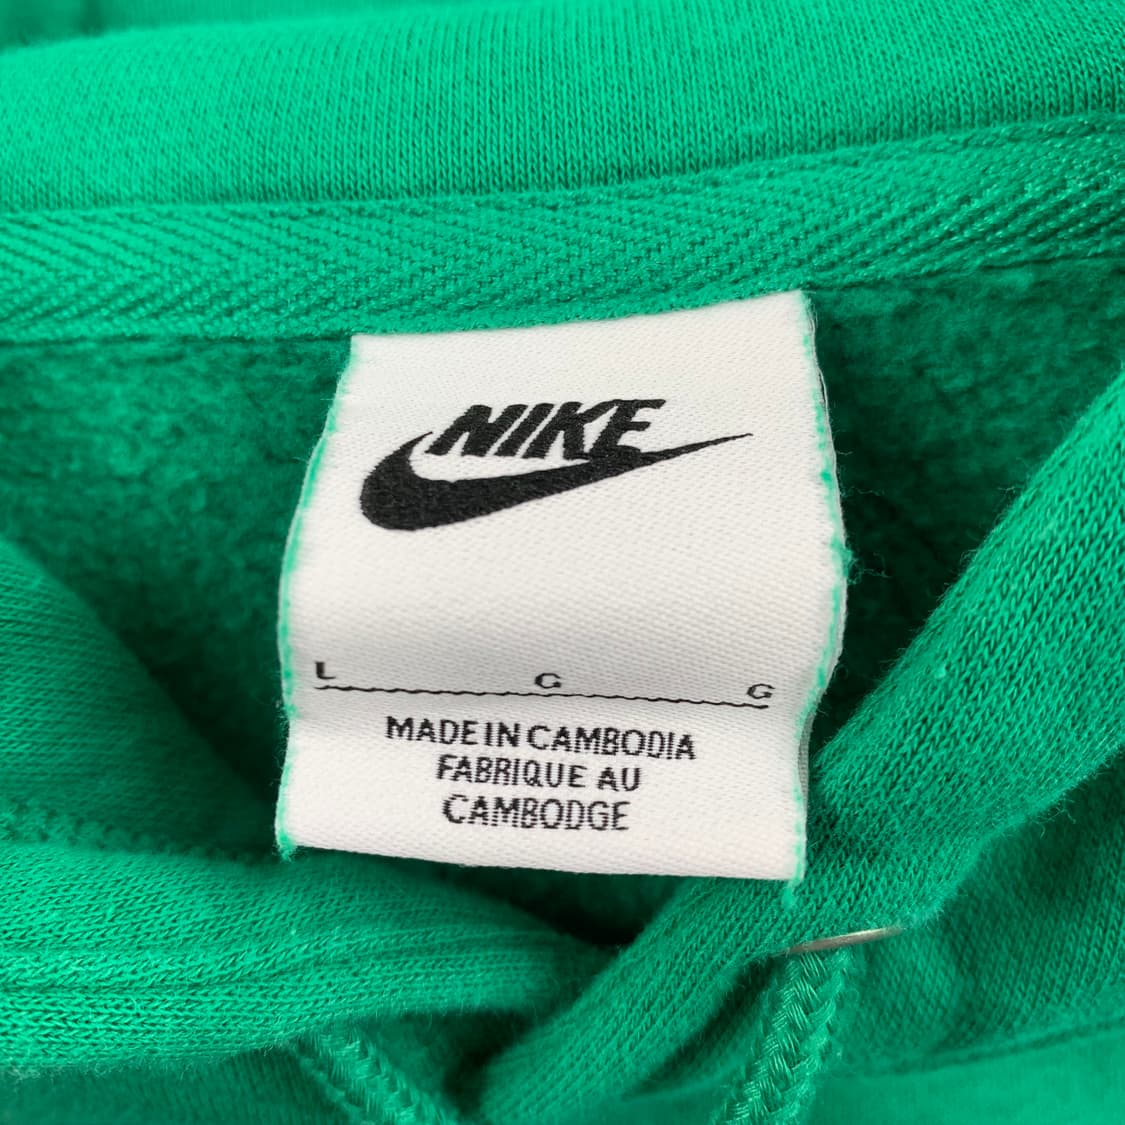 NIKE
L G G
MADE IN CAMBODIA
FABRIQUE AU
CAMBODGE